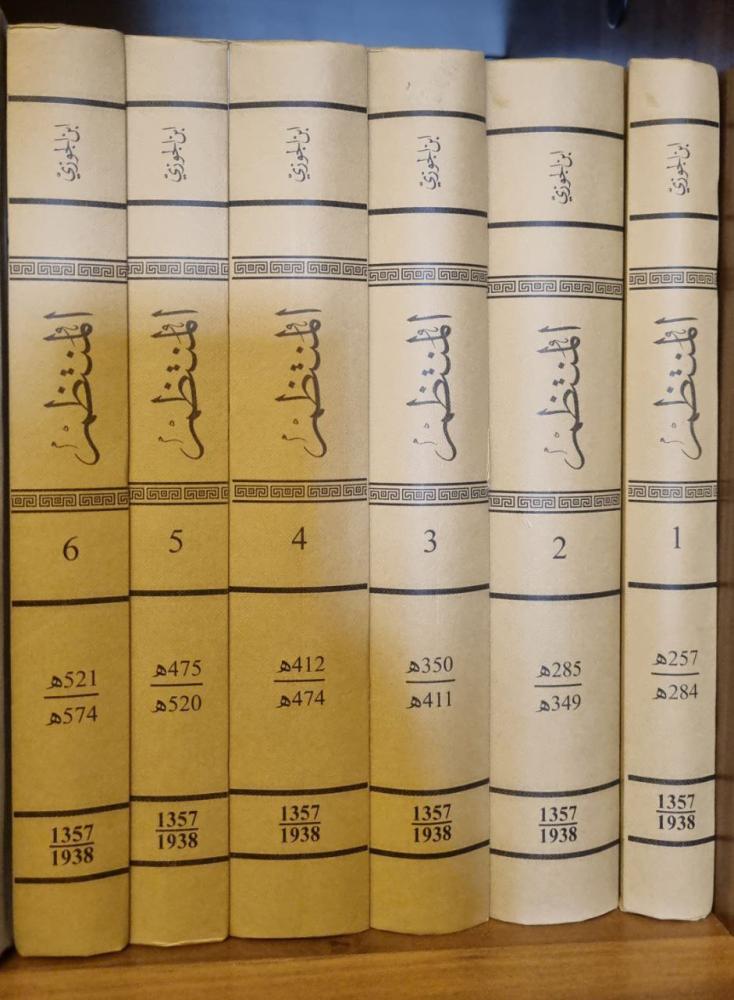 ابن الجوزي
المنتظم
1
257هـ
284هـ
1357
1938
ابن الجوزي
المنتظم
2
285هـ
349هـ
1357
1938
ابن الجوزي
المنتظم
3
350هـ
411هـ
1357
1938
ابن الجوزي
المنتظم
4
412هـ
474هـ
1357
1938
ابن الجوزي
المنتظم
5
475هـ
520هـ
1357
1938
ابن الجوزي
المنتظم
6
521هـ
574هـ
1357
1938